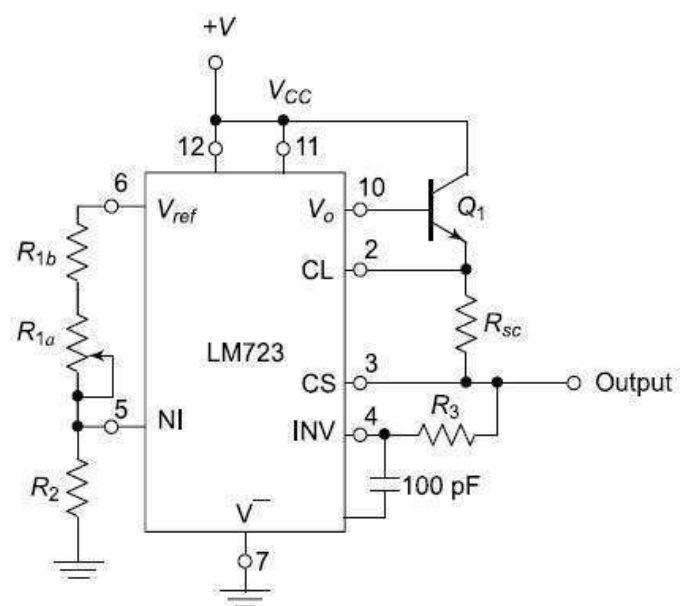 +V
V_CC
12 11
6 10
V_ref V_o Q_1
R_1b
2
CL
R_1a R_sc
LM723
3
CS Output
5 NI R_3
4
INV
R_2 100 pF
V^-
7